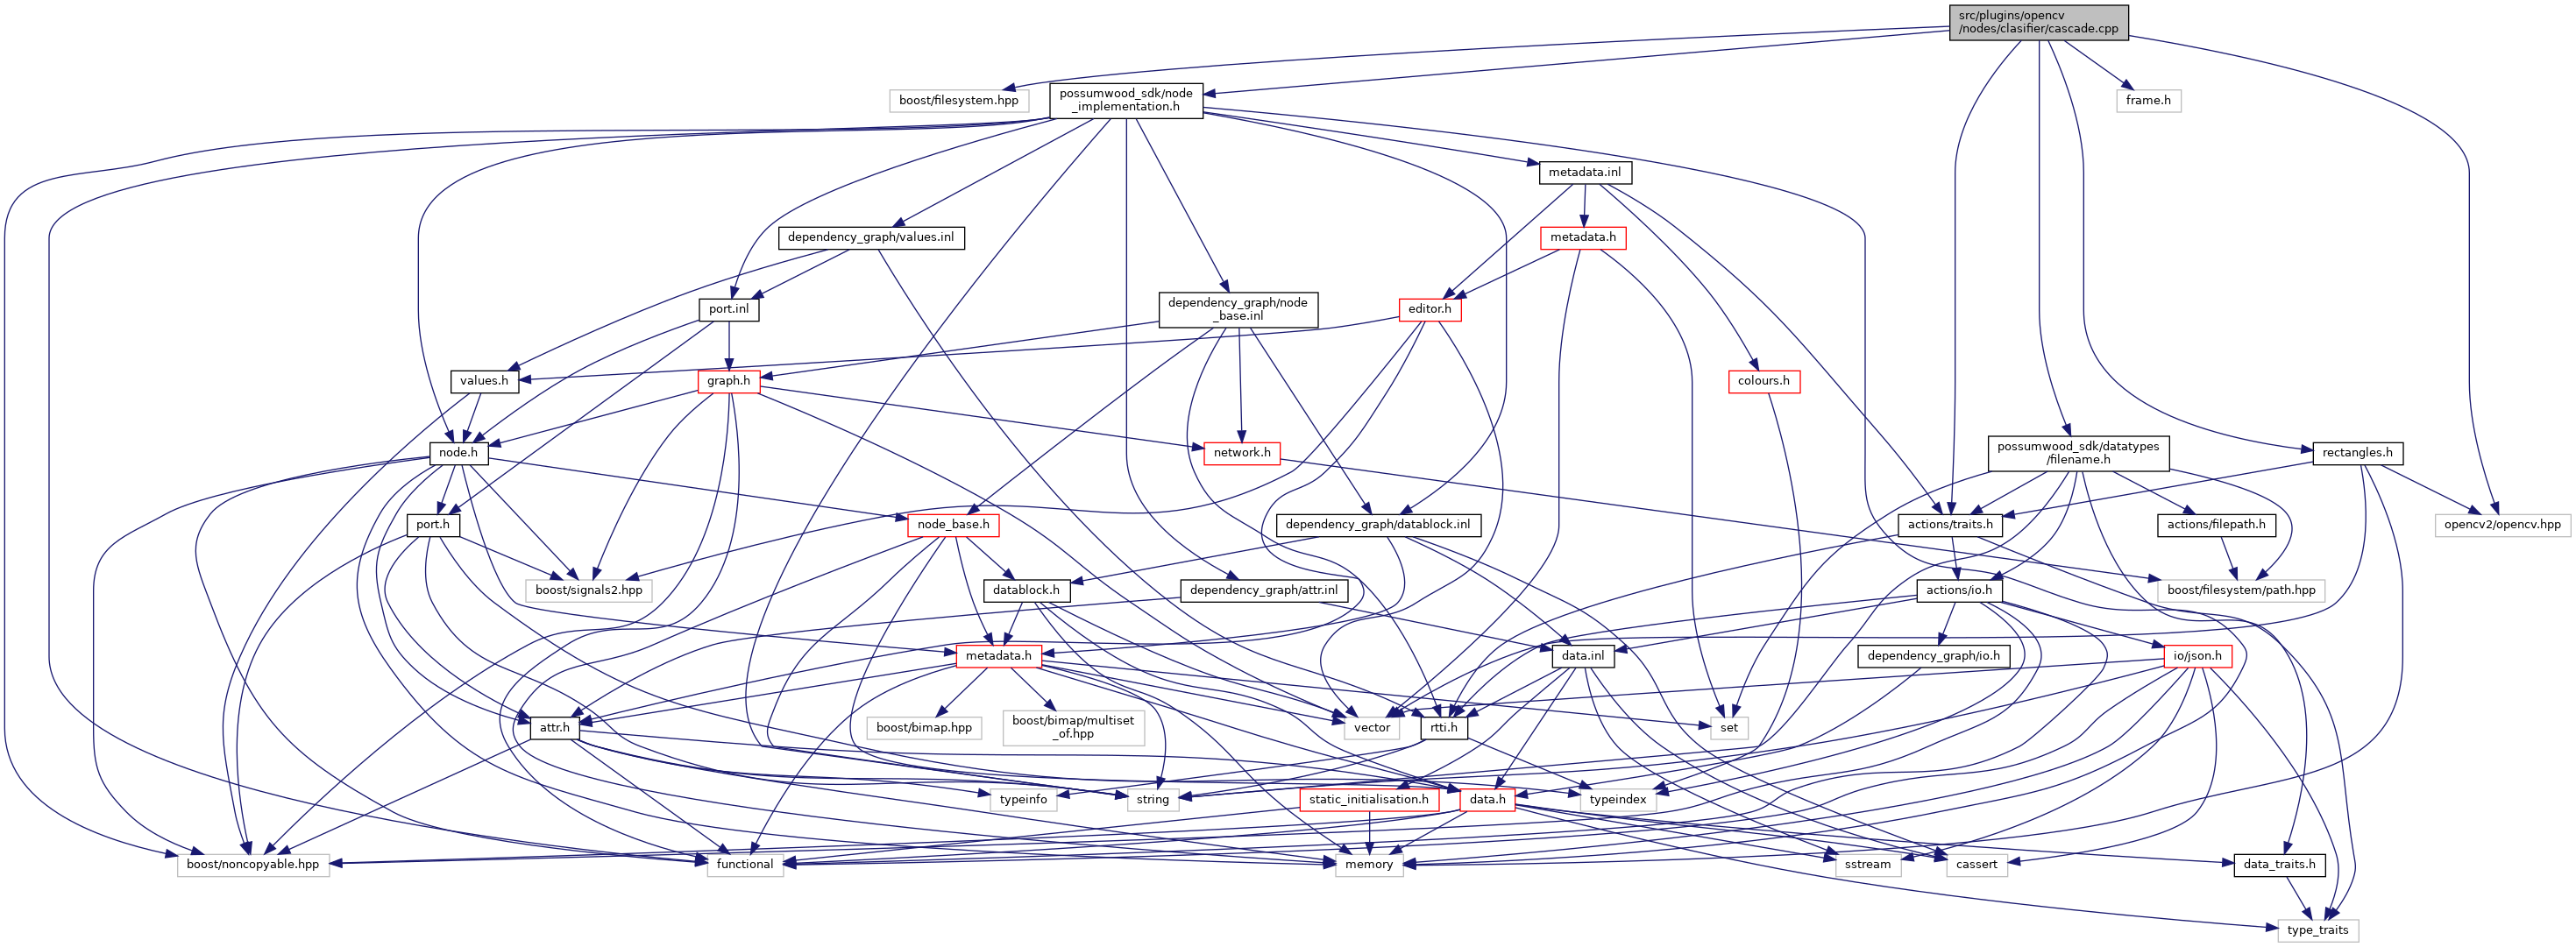 src/plugins/opencv
/nodes/clasifier/cascade.cpp
boost/filesystem.hpp
possumwood_sdk/node
_implementation.h
frame.h
metadata.inl
dependency_graph/values.inl
metadata.h
port.inl
dependency_graph/node
_base.inl
editor.h
values.h
graph.h
colours.h
node.h
network.h
possumwood_sdk/datatypes
/filename.h
rectangles.h
port.h
node_base.h
dependency_graph/datablock.inl
actions/traits.h
actions/filepath.h
opencv2/opencv.hpp
boost/signals2.hpp
datablock.h
dependency_graph/attr.inl
actions/io.h
boost/filesystem/path.hpp
metadata.h
data.inl
dependency_graph/io.h
io/json.h
attr.h
boost/bimap.hpp
boost/bimap/multiset
_of.hpp
vector
rtti.h
set
typeinfo
string
static_initialisation.h
data.h
typeindex
boost/noncopyable.hpp
functional
memory
sstream
cassert
data_traits.h
type_traits